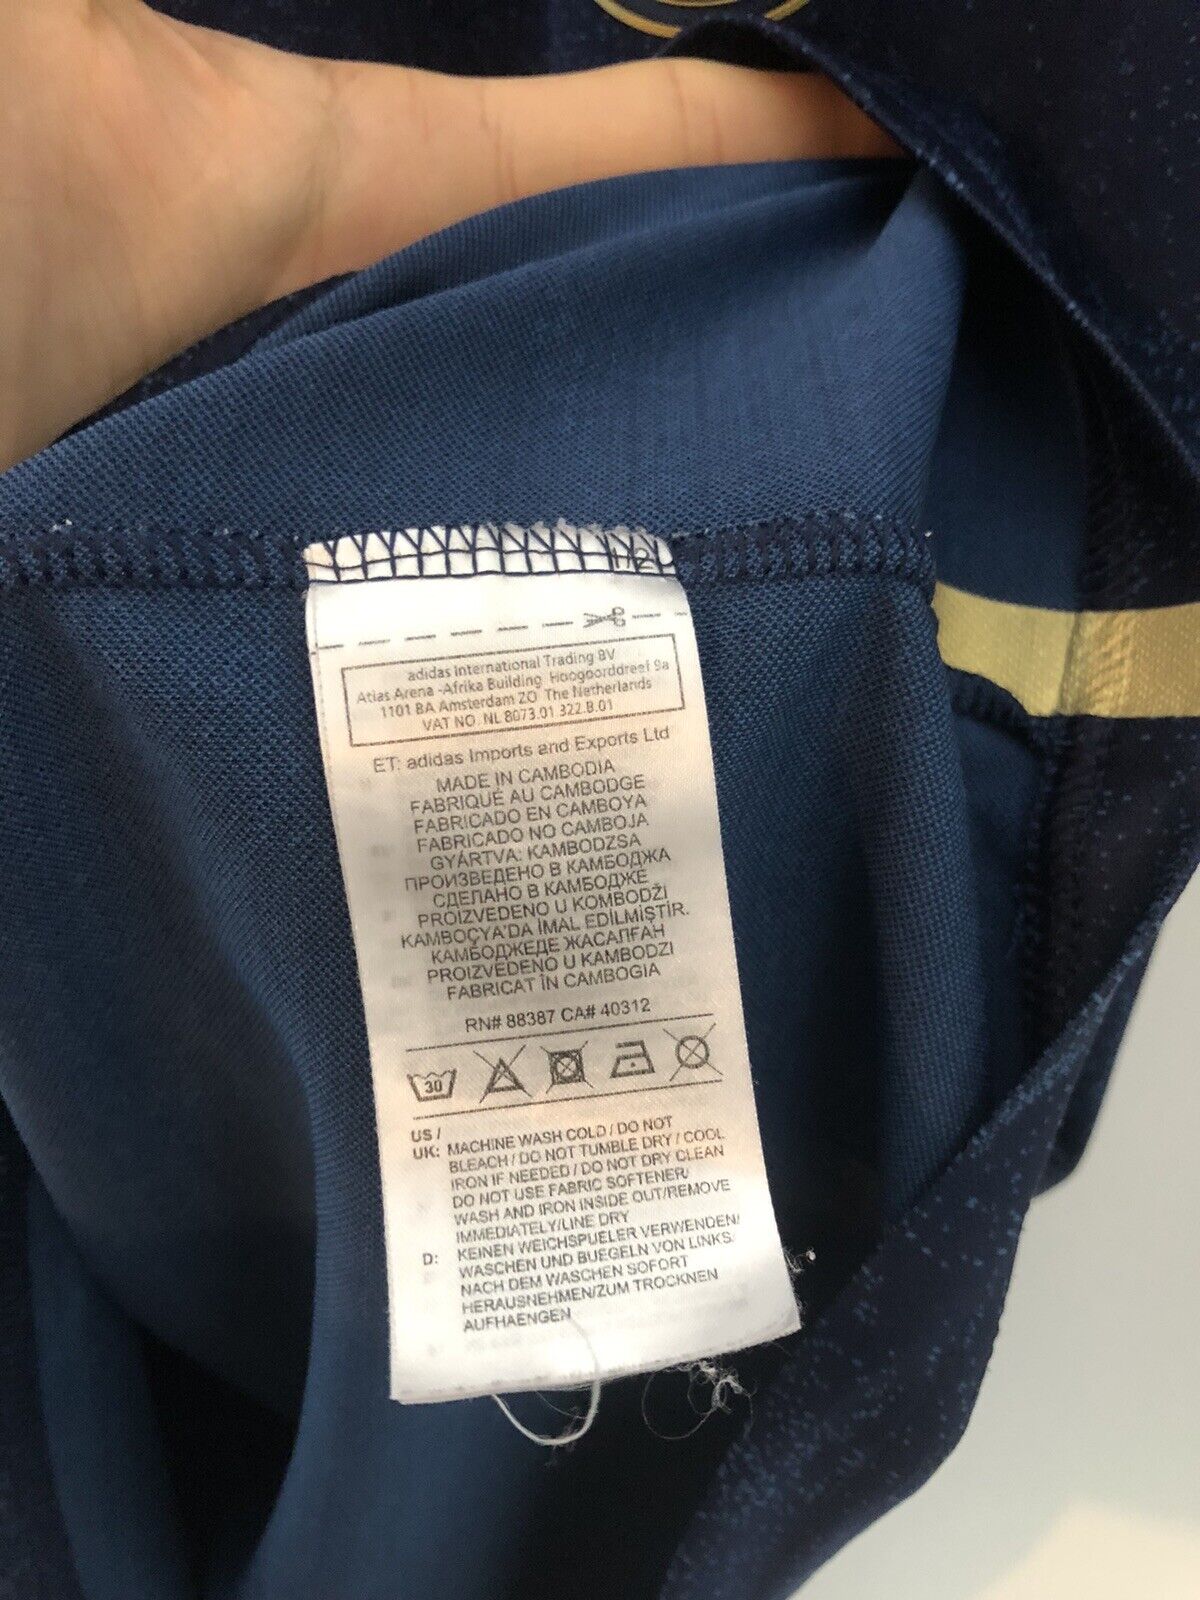 1/2
adidas International Trading BV
Atlas Arena -Afrika Building Hoogoorddreef 9a
1101 BA Amsterdam ZO The Netherlands
VAT NO. NL 8073.01.322.B.01
ET: adidas Imports and Exports Ltd
MADE IN CAMBODIA
FABRIQUÉ AU CAMBODGE
FABRICADO EN CAMBOYA
FABRICADO NO CAMBOJA
GYÁRTVA: KAMBODZSA
ПРОИЗВЕДЕНО В КАМБОДЖА
СДЕЛАНО В КАМБОДЖЕ
PROIZVEDENO U KOMBODŽI
KAMBOÇYA'DA İMAL EDİLMİŞTİR.
КАМБОДЖЕДЕ ЖАСАЛҒАН
PROIZVEDENO U KAMBODZI
FABRICAT ÎN CAMBOGIA
RN# 88387 CA# 40312
30
US /
UK: MACHINE WASH COLD / DO NOT
BLEACH / DO NOT TUMBLE DRY / COOL
IRON IF NEEDED / DO NOT DRY CLEAN
DO NOT USE FABRIC SOFTENER/
WASH AND IRON INSIDE OUT/REMOVE
IMMEDIATELY/LINE DRY
D: KEINEN WEICHSPUELER VERWENDEN/
WASCHEN UND BUEGELN VON LINKS/
NACH DEM WASCHEN SOFORT
HERAUSNEHMEN/ZUM TROCKNEN
AUFHAENGEN